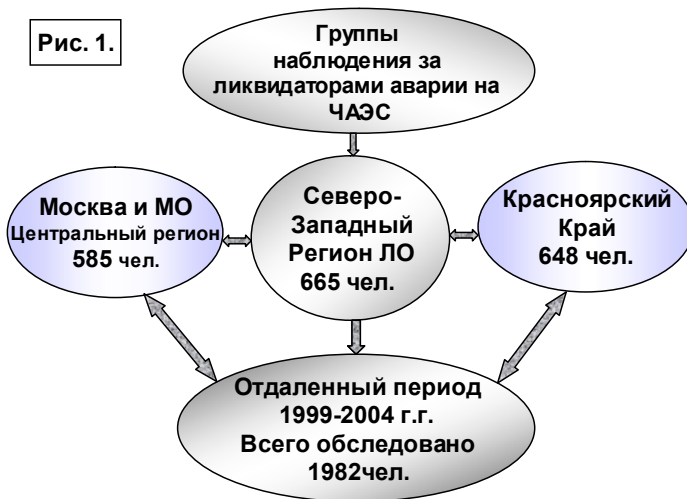 Рис. 1.
Группы
наблюдения за
ликвидаторами аварии на
ЧАЭС
Москва и МО
Центральный регион
585 чел.
Северо-
Западный
Регион ЛО
665 чел.
Красноярский
Край
648 чел.
Отдаленный период
1999-2004 г.г.
Всего обследовано
1982чел.